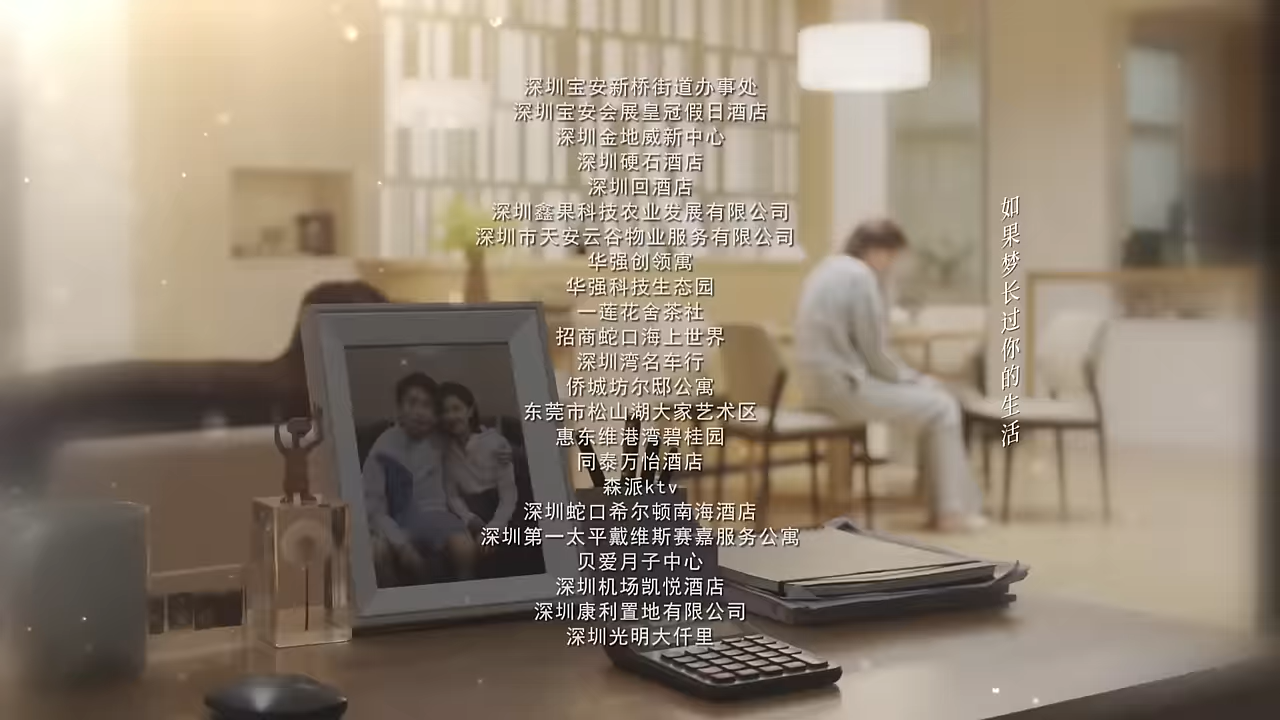 深圳宝安新桥街道办事处
深圳宝安会展皇冠假日酒店
深圳金地威新中心
深圳硬石酒店
深圳回酒店
深圳鑫果科技农业发展有限公司
深圳市天安云谷物业服务有限公司
华强创领寓
华强科技生态园
一莲花舍茶社
招商蛇口海上世界
深圳湾名车行
侨城坊尔邸公寓
东莞市松山湖大家艺术区
惠东维港湾碧桂园
同泰万怡酒店
森派ktv
深圳蛇口希尔顿南海酒店
深圳第一太平戴维斯赛嘉服务公寓
贝爱月子中心
深圳机场凯悦酒店
深圳康利置地有限公司
深圳光明大仟里
如果梦长过你的生活